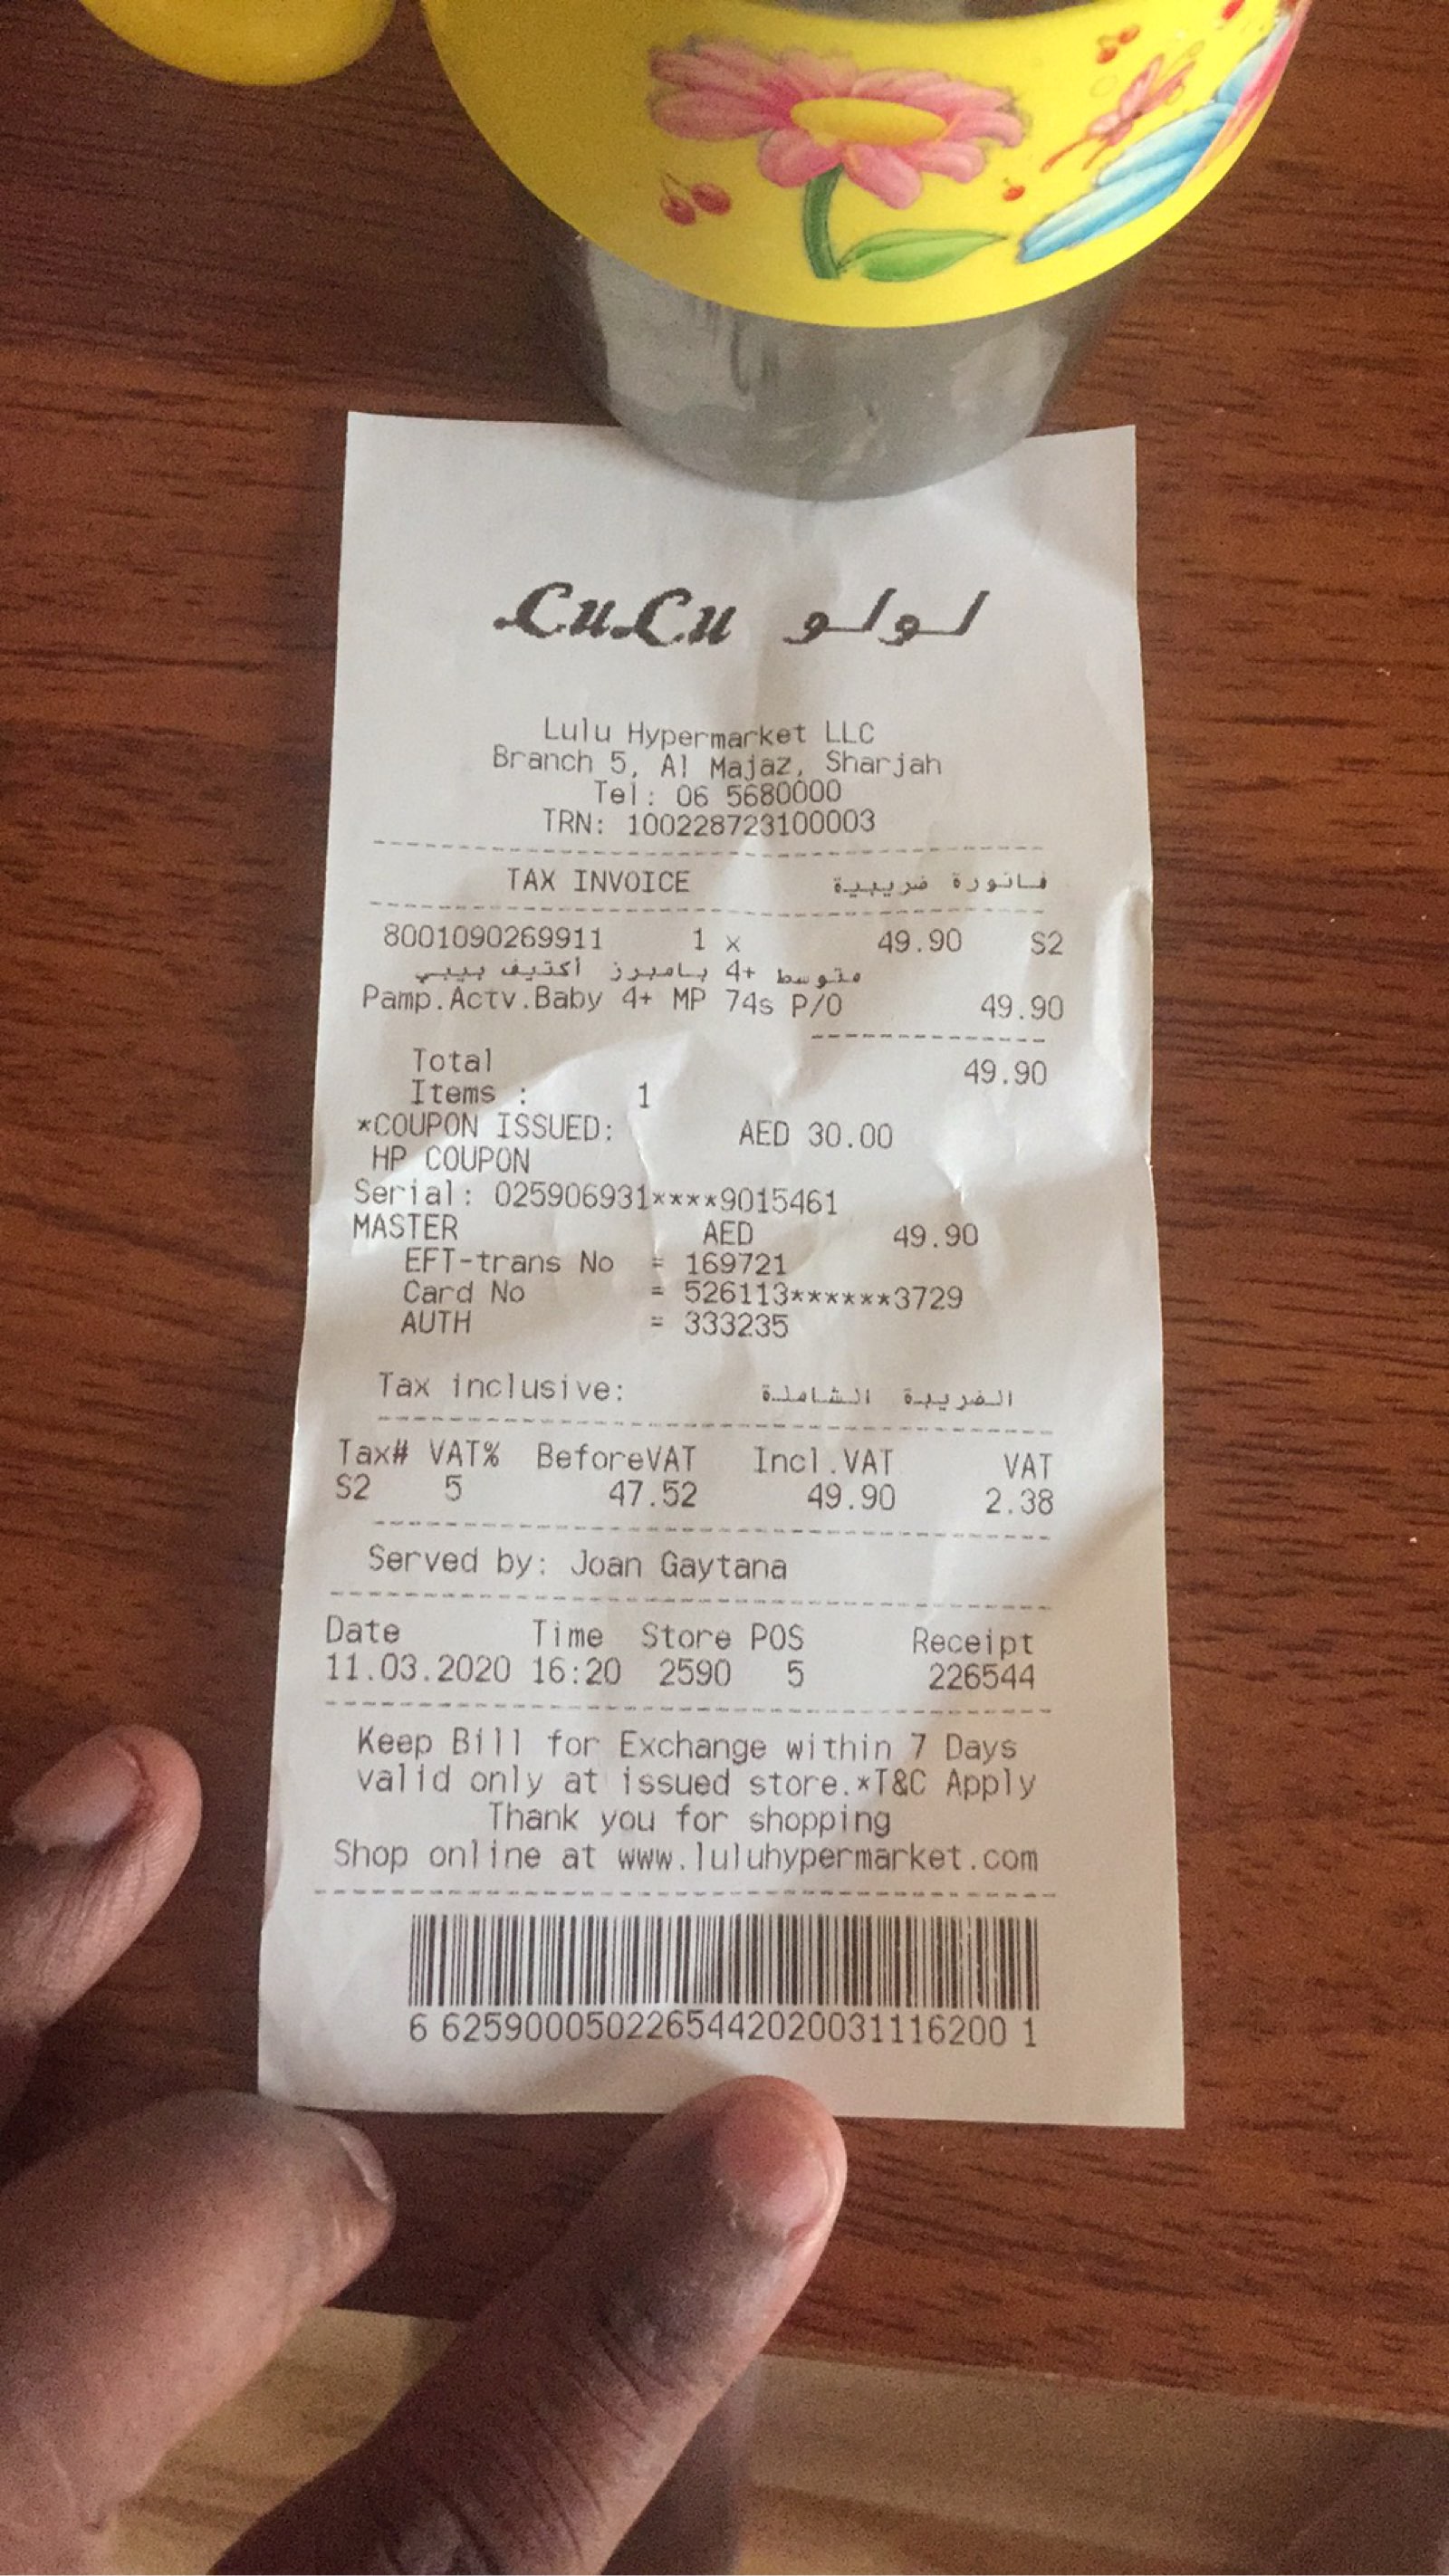 LuLu لولو
Lulu Hypermarket LLC
Branch 5, Al Majaz, Sharjah
Tel: 06 5680000
TRN: 100228723100003
TAX INVOICE فاتورة ضريبية
8001090269911 1 x 49.90 S2
متوسط +4 بامبرز أكتيف بيبي
Pamp.Actv.Baby 4+ MP 74s P/O 49.90
Total 49.90
Items : 1
*COUPON ISSUED: AED 30.00
HP COUPON
Serial: 025906931****9015461
MASTER AED 49.90
EFT-trans No = 169721
Card No = 526113******3729
AUTH = 333235
Tax inclusive: الضريبة الشاملة
Tax# VAT% BeforeVAT Incl.VAT VAT
S2 5 47.52 49.90 2.38
Served by: Joan Gaytana
Date Time Store POS Receipt
11.03.2020 16:20 2590 5 226544
Keep Bill for Exchange within 7 Days
valid only at issued store.*T&C Apply
Thank you for shopping
Shop online at www.luluhypermarket.com
6 625900050226544202003111620​0 1